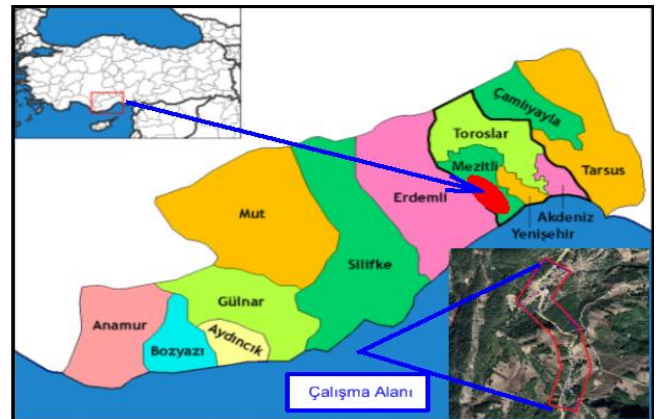 Çamlıyayla
Toroslar
Mezitli
Tarsus
Erdemli
Akdeniz
Yenişehir
Mut
Silifke
Gülnar
Anamur
Aydıncık
Bozyazı
Çalışma Alanı